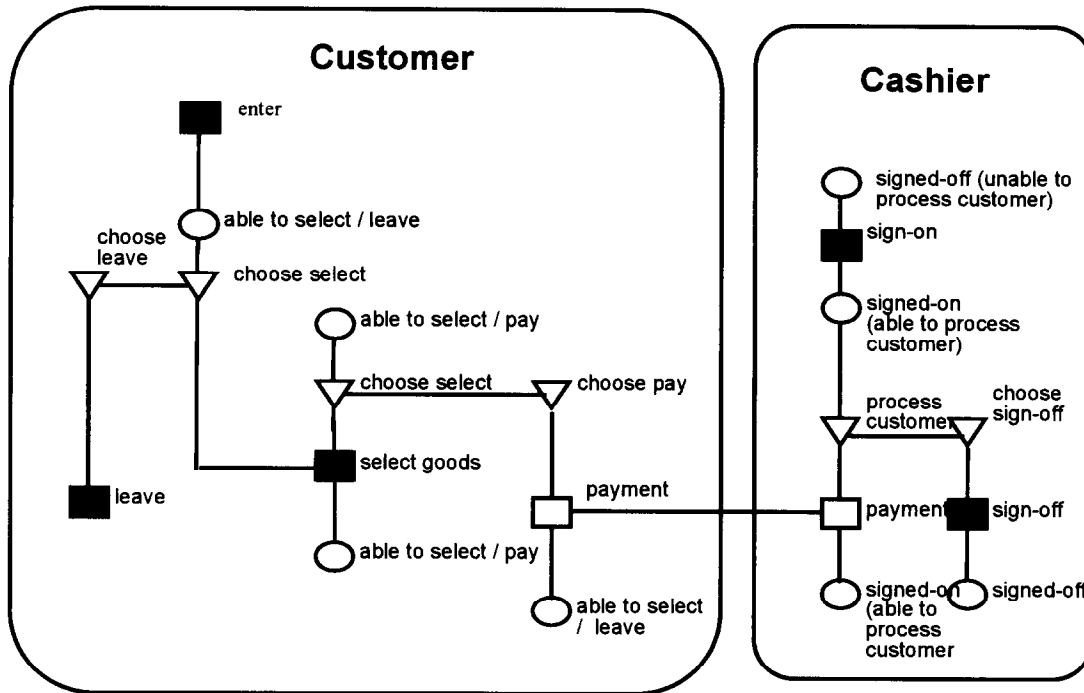 Customer
enter
able to select / leave
choose
leave
choose select
able to select / pay
choose select
choose pay
select goods
leave
payment
able to select / pay
able to select
/ leave
Cashier
signed-off (unable to
process customer)
sign-on
signed-on
(able to process
customer)
process
customer
choose
sign-off
payment
sign-off
signed-on
(able to
process
customer
signed-off